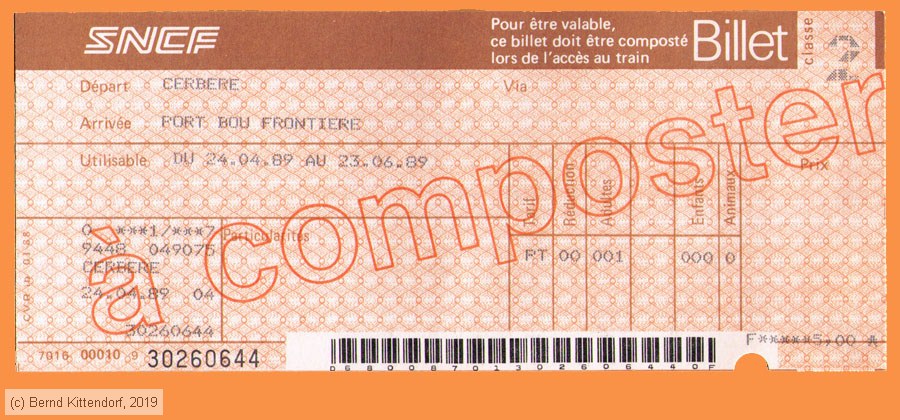 SNCF
Pour être valable,
ce billet doit être composté
lors de l'accès au train
Billet
classe
2
Départ CERBERE Via
Arrivée PORT BOU FRONTIERE
Utilisable DU 24.04.89 AU 23.06.89
Prix
Tarif Réduction Adultes Enfants Animaux
à composter
0 ***1/***7 Particularités
9448 049075
PT 00 001 000 0
CERBERE
24.04.89 04
30260644
F*****5,00 *
7016 00010 9 30260644
(c) Bernd Kittendorf, 2019